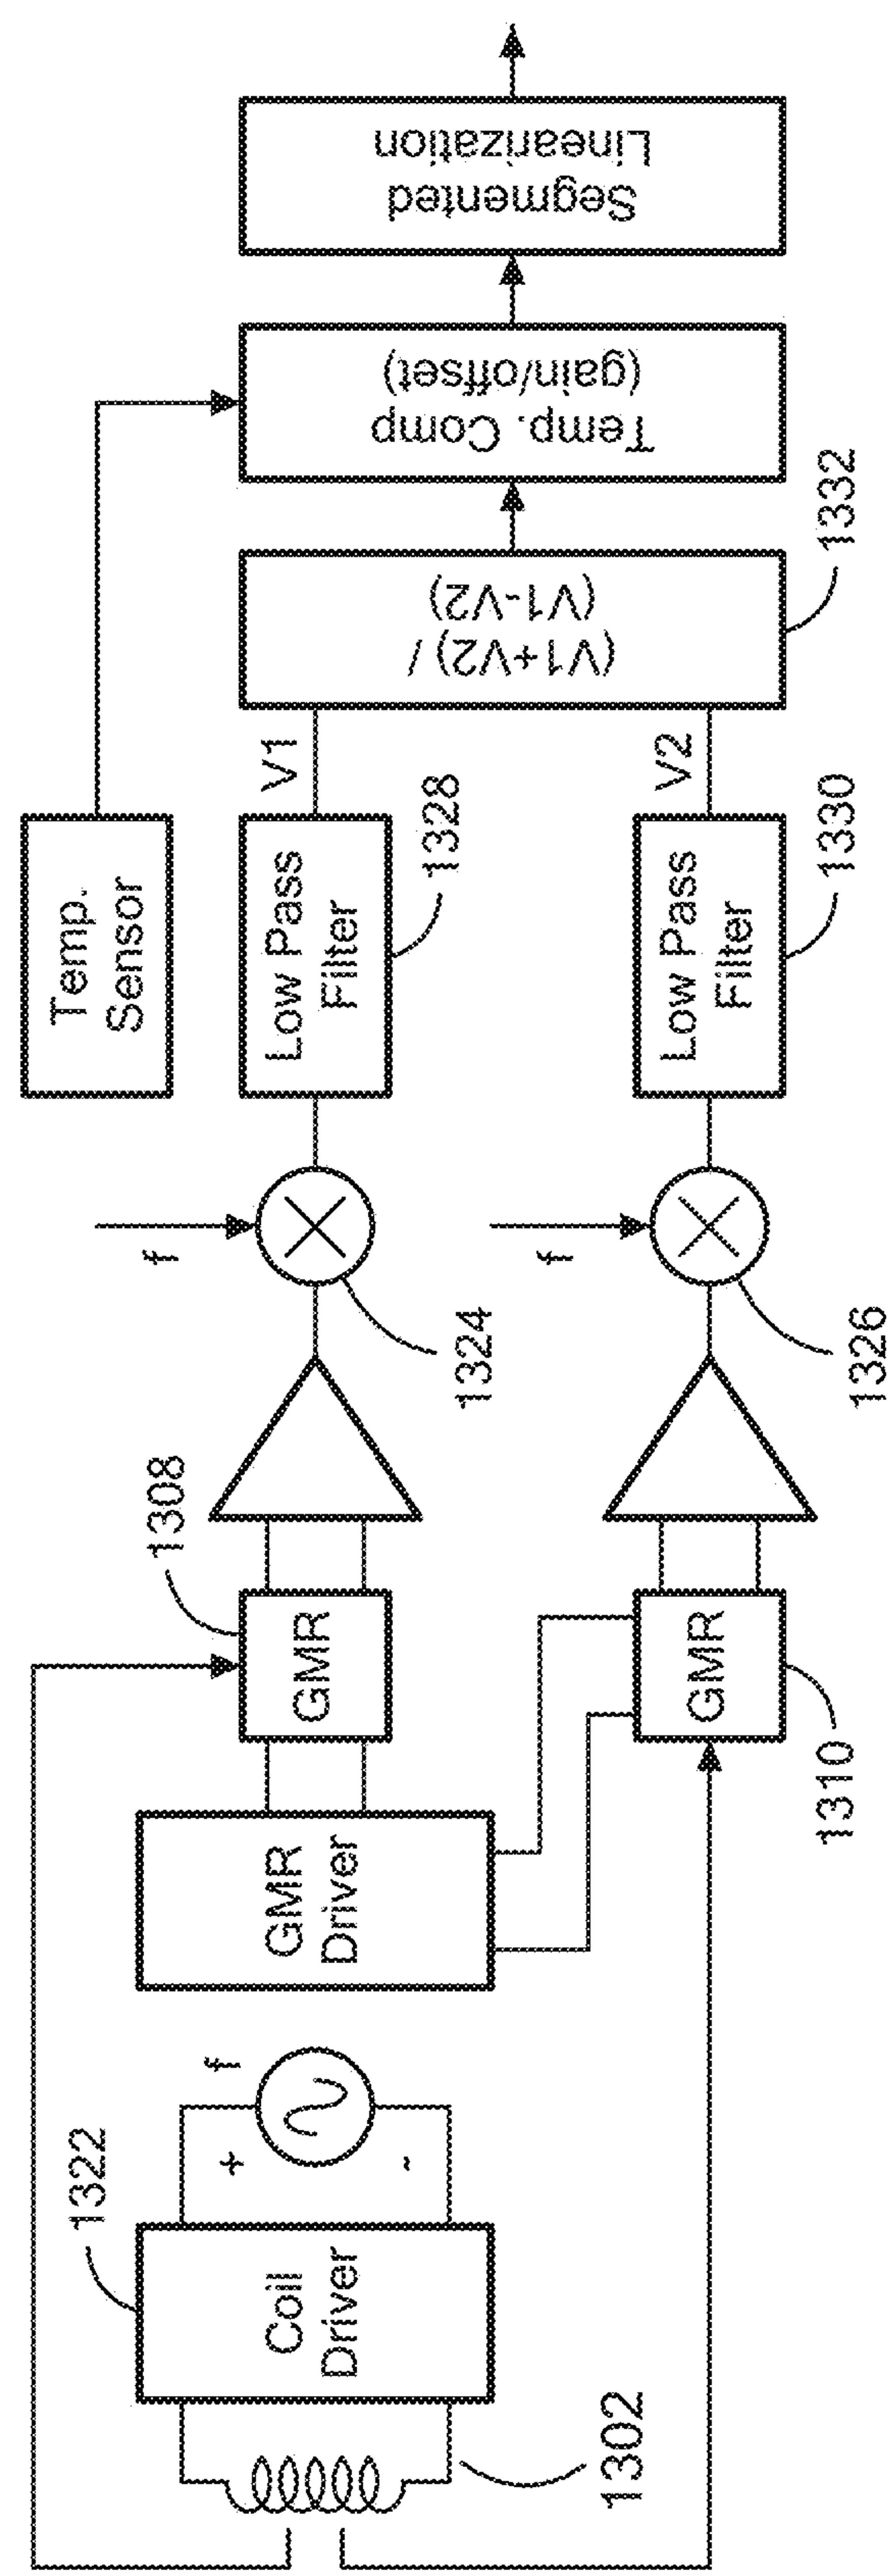 1322
Coil
Driver
1302
+
-
f
GMR
Driver
1308
GMR
GMR
1310
f
1324
f
1326
Temp.
Sensor
Low Pass
Filter
1328
V1
Low Pass
Filter
1330
V2
(V1+V2) /
(V1-V2)
1332
Temp. Comp
(gain/offset)
Segmented
Linearization